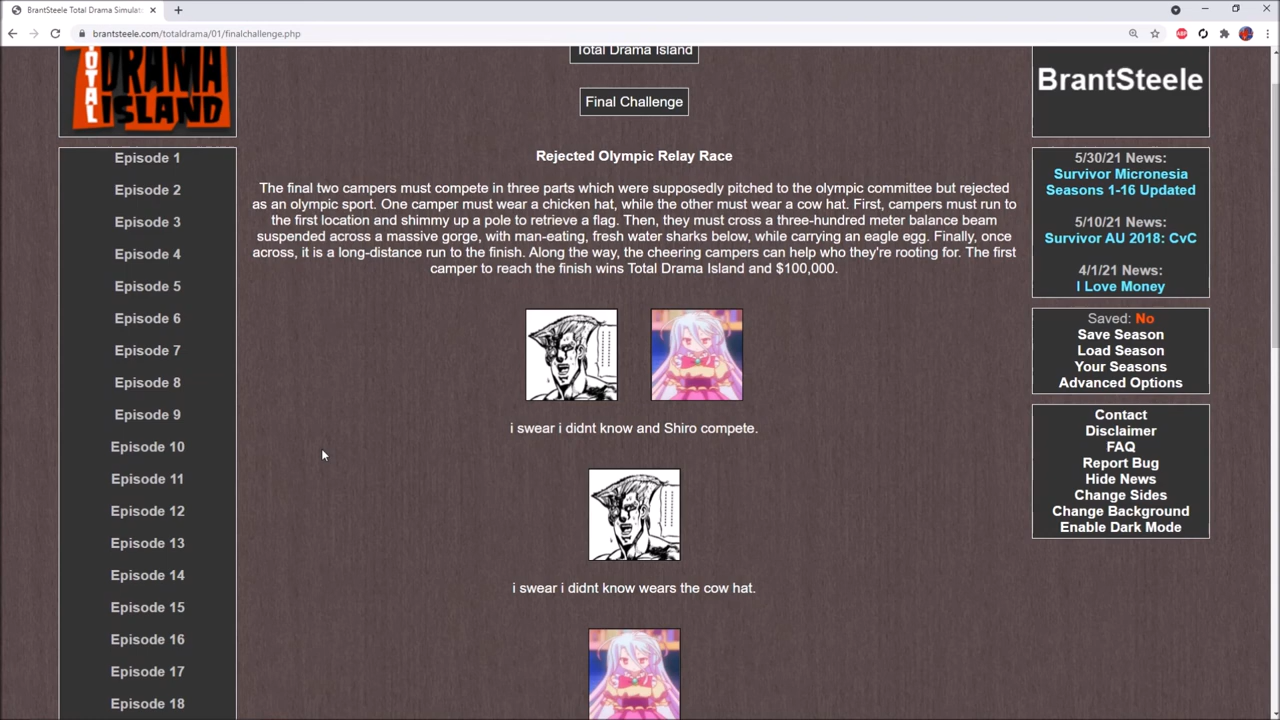 BrantSteele Total Drama Simulat
brantsteele.com/totaldrama/01/finalchallenge.php
ABP
TOTAL
DRAMA
ISLAND
Episode 1
Episode 2
Episode 3
Episode 4
Episode 5
Episode 6
Episode 7
Episode 8
Episode 9
Episode 10
Episode 11
Episode 12
Episode 13
Episode 14
Episode 15
Episode 16
Episode 17
Episode 18
Total Drama Island
Final Challenge
Rejected Olympic Relay Race
The final two campers must compete in three parts which were supposedly pitched to the olympic committee but rejected
as an olympic sport. One camper must wear a chicken hat, while the other must wear a cow hat. First, campers must run to
the first location and shimmy up a pole to retrieve a flag. Then, they must cross a three-hundred meter balance beam
suspended across a massive gorge, with man-eating, fresh water sharks below, while carrying an eagle egg. Finally, once
across, it is a long-distance run to the finish. Along the way, the cheering campers can help who they're rooting for. The first
camper to reach the finish wins Total Drama Island and $100,000.
i swear i didnt know and Shiro compete.
i swear i didnt know wears the cow hat.
BrantSteele
5/30/21 News:
Survivor Micronesia
Seasons 1-16 Updated
5/10/21 News:
Survivor AU 2018: CvC
4/1/21 News:
I Love Money
Saved: No
Save Season
Load Season
Your Seasons
Advanced Options
Contact
Disclaimer
FAQ
Report Bug
Hide News
Change Sides
Change Background
Enable Dark Mode